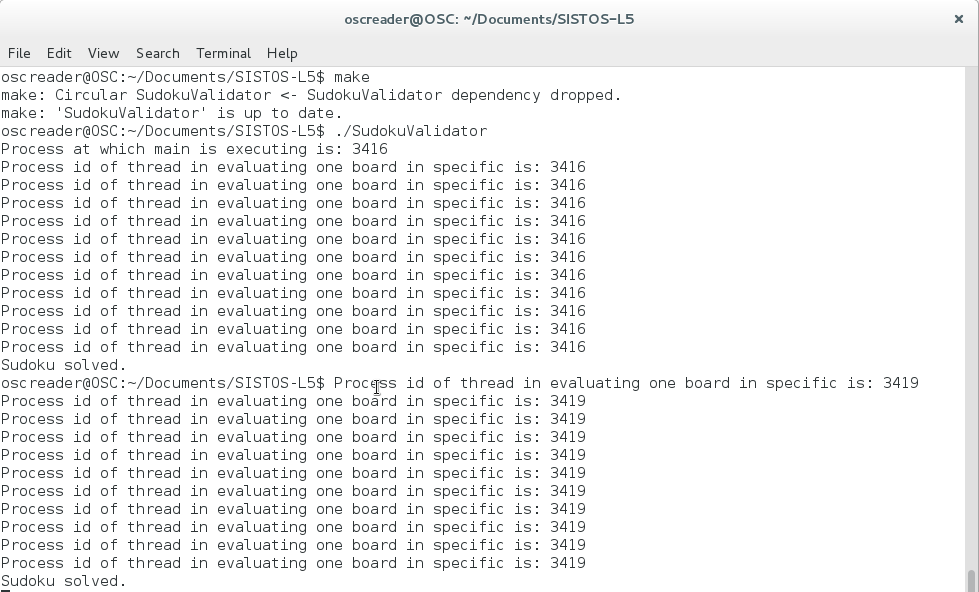 oscreader@OSC: ~/Documents/SISTOS-L5
File Edit View Search Terminal Help
oscreader@OSC:~/Documents/SISTOS-L5$ make
make: Circular SudokuValidator <- SudokuValidator dependency dropped.
make: 'SudokuValidator' is up to date.
oscreader@OSC:~/Documents/SISTOS-L5$ ./SudokuValidator
Process at which main is executing is: 3416
Process id of thread in evaluating one board in specific is: 3416
Process id of thread in evaluating one board in specific is: 3416
Process id of thread in evaluating one board in specific is: 3416
Process id of thread in evaluating one board in specific is: 3416
Process id of thread in evaluating one board in specific is: 3416
Process id of thread in evaluating one board in specific is: 3416
Process id of thread in evaluating one board in specific is: 3416
Process id of thread in evaluating one board in specific is: 3416
Process id of thread in evaluating one board in specific is: 3416
Process id of thread in evaluating one board in specific is: 3416
Process id of thread in evaluating one board in specific is: 3416
Sudoku solved.
oscreader@OSC:~/Documents/SISTOS-L5$ Process id of thread in evaluating one board in specific is: 3419
Process id of thread in evaluating one board in specific is: 3419
Process id of thread in evaluating one board in specific is: 3419
Process id of thread in evaluating one board in specific is: 3419
Process id of thread in evaluating one board in specific is: 3419
Process id of thread in evaluating one board in specific is: 3419
Process id of thread in evaluating one board in specific is: 3419
Process id of thread in evaluating one board in specific is: 3419
Process id of thread in evaluating one board in specific is: 3419
Process id of thread in evaluating one board in specific is: 3419
Process id of thread in evaluating one board in specific is: 3419
Sudoku solved.